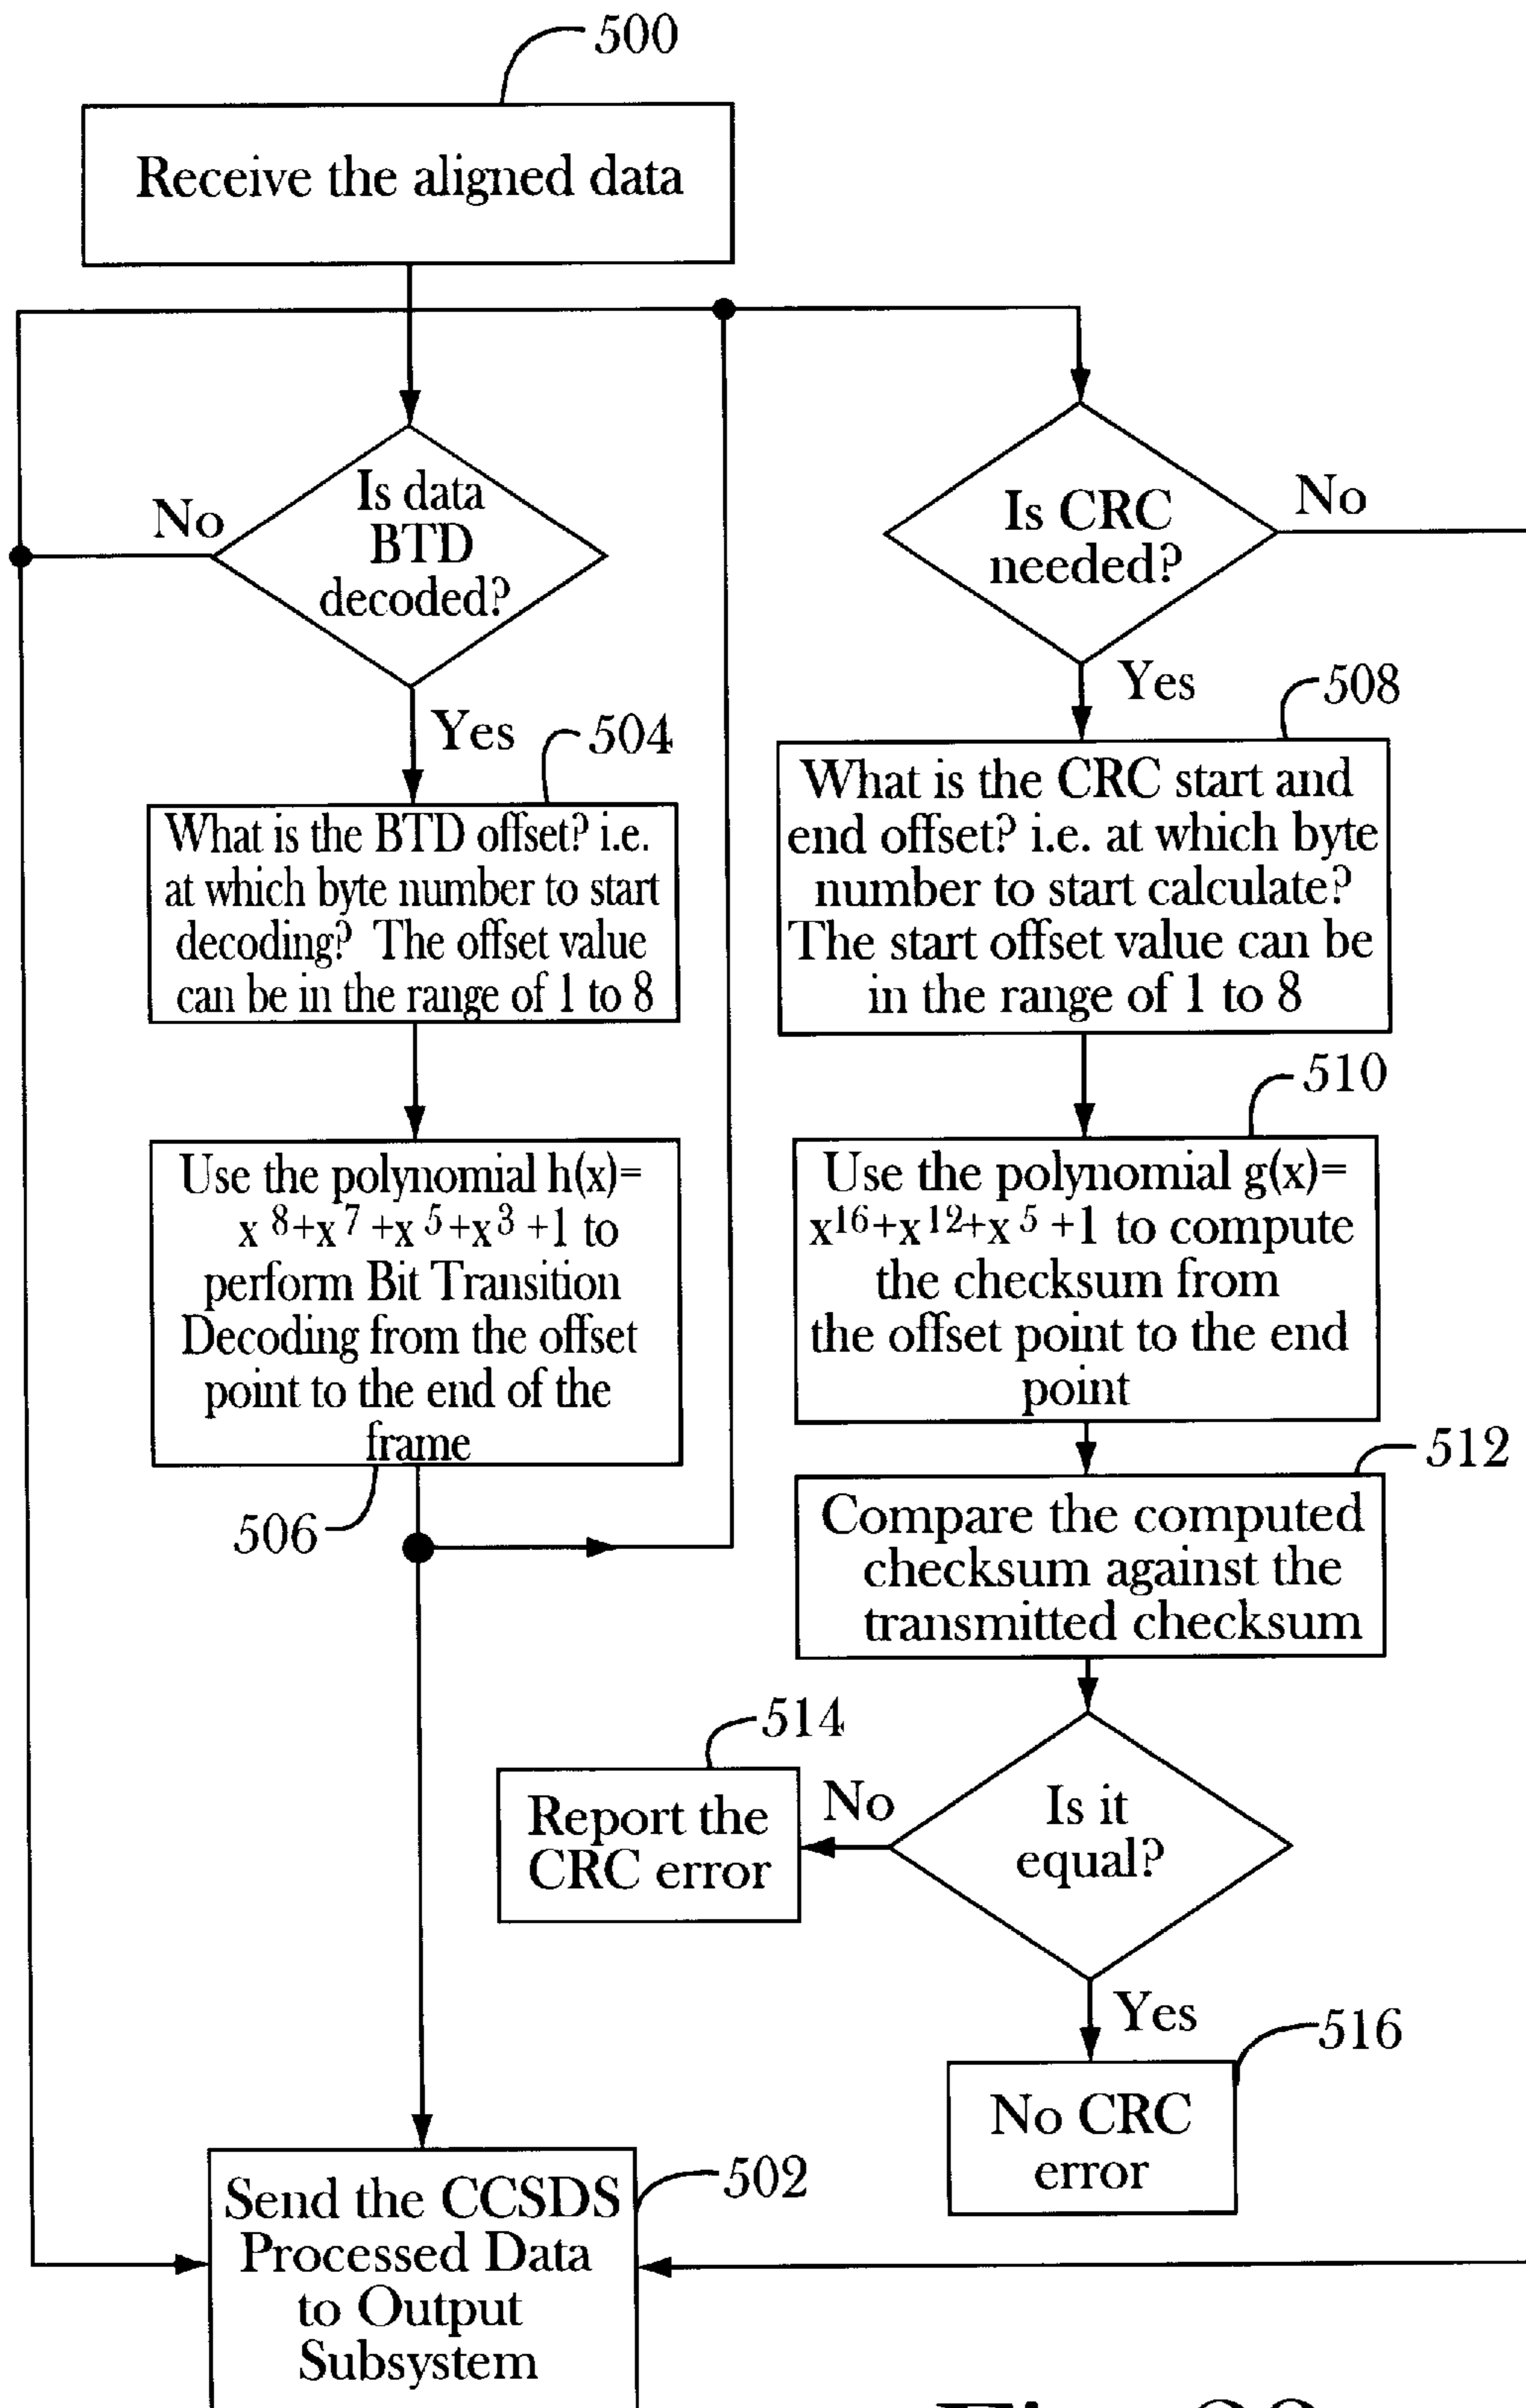 500
Receive the aligned data
Is data
BTD
decoded?
No
Yes
504
What is the BTD offset? i.e.
at which byte number to start
decoding? The offset value
can be in the range of 1 to 8
Use the polynomial h(x)=
x 8+x 7 +x 5+x3 +1 to
perform Bit Transition
Decoding from the offset
point to the end of the
frame
506
Is CRC
needed?
No
Yes
508
What is the CRC start and
end offset? i.e. at which byte
number to start calculate?
The start offset value can be
in the range of 1 to 8
510
Use the polynomial g(x)=
x16+x12+x 5 +1 to compute
the checksum from
the offset point to the end
point
512
Compare the computed
checksum against the
transmitted checksum
Is it
equal?
No
514
Report the
CRC error
Yes
516
No CRC
error
502
Send the CCSDS
Processed Data
to Output
Subsystem